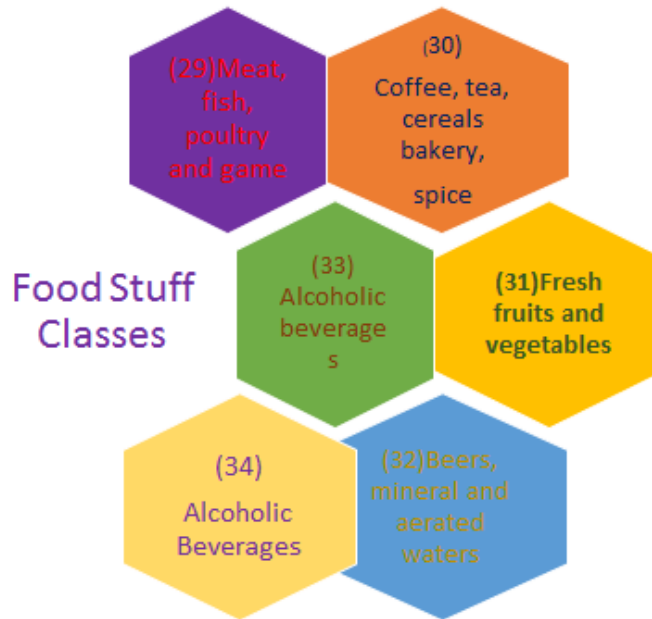 (29)Meat,
fish,
poultry
and game
(30)
Coffee, tea,
cereals
bakery,
spice
Food Stuff
Classes
(33)
Alcoholic
beverage
s
(31)Fresh
fruits and
vegetables
(34)
Alcoholic
Beverages
(32)Beers,
mineral and
aerated
waters